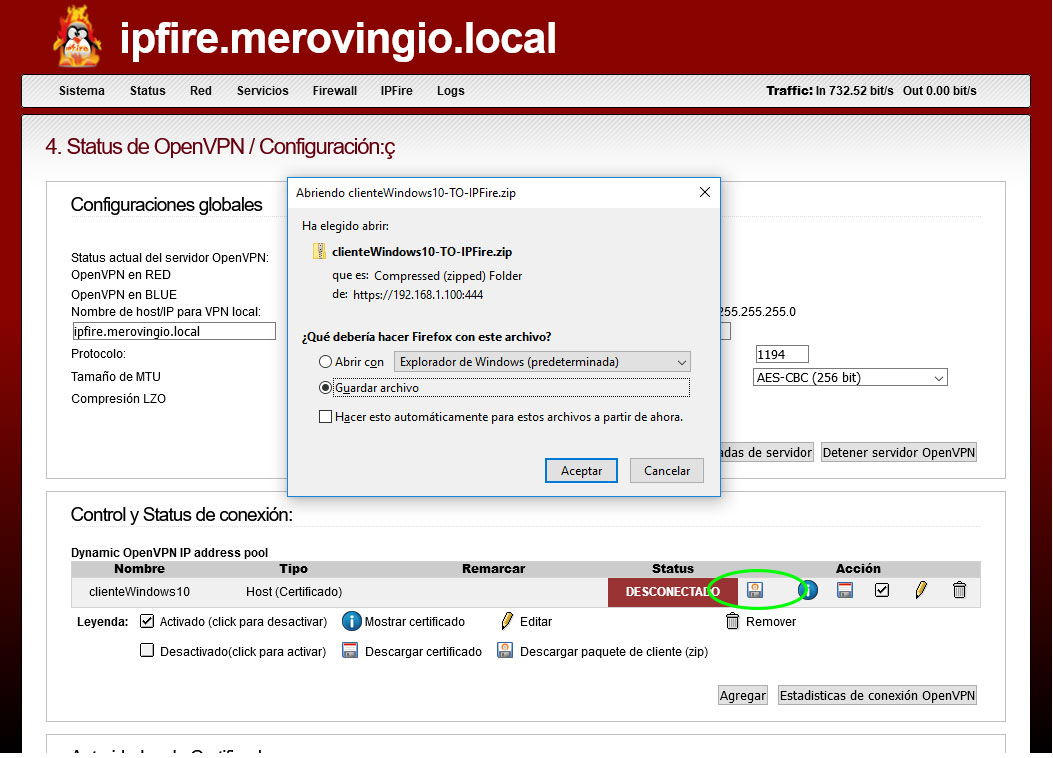 ipfire.merovingio.local
Sistema Status Red Servicios Firewall IPFire Logs Traffic: In 732.52 bit/s Out 0.00 bit/s
4. Status de OpenVPN / Configuración:ç
Configuraciones globales
Status actual del servidor OpenVPN:
OpenVPN en RED
OpenVPN en BLUE
Nombre de host/IP para VPN local: 255.255.255.0
ipfire.merovingio.local
Protocolo: 1194
Tamaño de MTU AES-CBC (256 bit)
Compresión LZO
de servidor Detener servidor OpenVPN
Abriendo clienteWindows10-TO-IPFire.zip
Ha elegido abrir:
clienteWindows10-TO-IPFire.zip
que es: Compressed (zipped) Folder
de: https://192.168.1.100:444
¿Qué debería hacer Firefox con este archivo?
Abrir con Explorador de Windows (predeterminada)
Guardar archivo
Hacer esto automáticamente para estos archivos a partir de ahora.
Aceptar Cancelar
Control y Status de conexión:
Dynamic OpenVPN IP address pool
Nombre Tipo Remarcar Status Acción
clienteWindows10 Host (Certificado) DESCONECTADO
Leyenda: Activado (click para desactivar) Mostrar certificado Editar Remover
Desactivado(click para activar) Descargar certificado Descargar paquete de cliente (zip)
Agregar Estadisticas de conexión OpenVPN